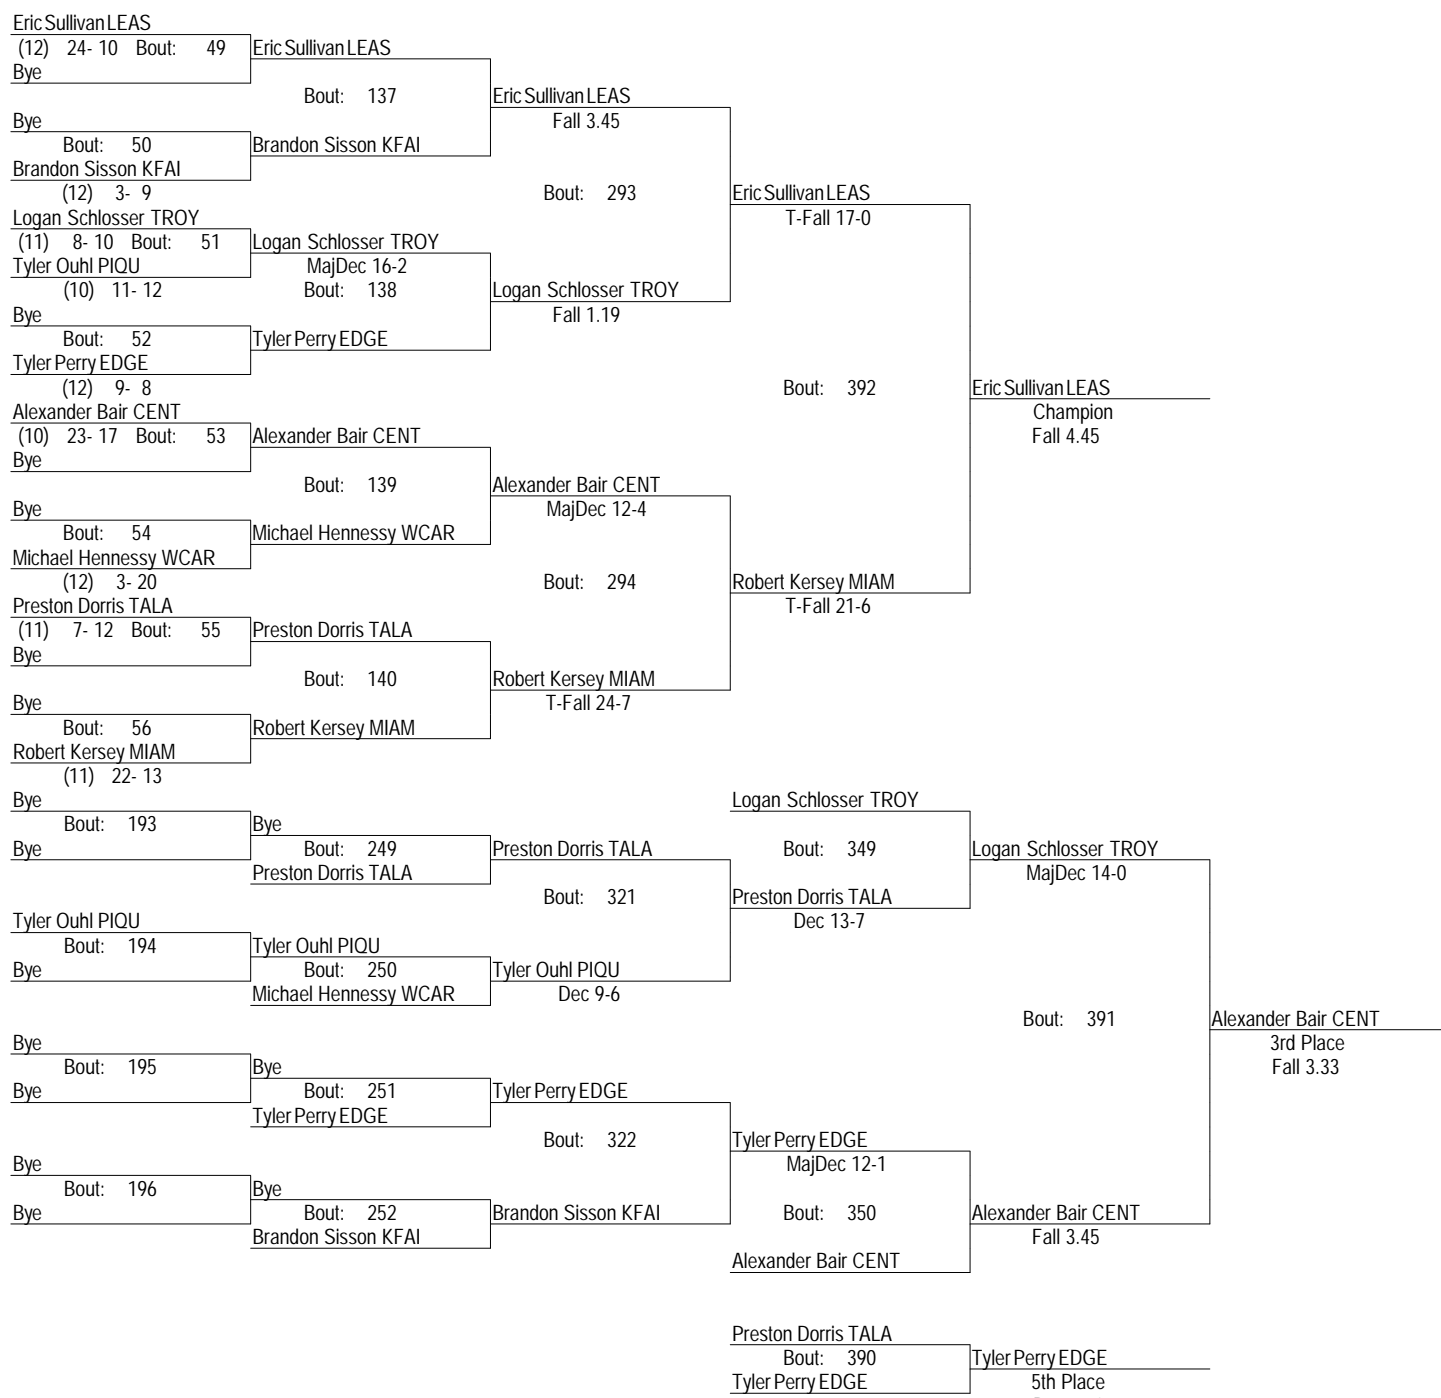 Eric Sullivan LEAS
(12) 24- 10 Bout: 49 Eric Sullivan LEAS
Bye
Bout: 137 Eric Sullivan LEAS
Bye Fall 3.45
Bout: 50 Brandon Sisson KFAI
Brandon Sisson KFAI
(12) 3- 9 Bout: 293 Eric Sullivan LEAS
Logan Schlosser TROY T-Fall 17-0
(11) 8- 10 Bout: 51 Logan Schlosser TROY
Tyler Ouhl PIQU MajDec 16-2
(10) 11- 12 Bout: 138 Logan Schlosser TROY
Bye Fall 1.19
Bout: 52 Tyler Perry EDGE
Tyler Perry EDGE
(12) 9- 8 Bout: 392 Eric Sullivan LEAS
Alexander Bair CENT Champion
(10) 23- 17 Bout: 53 Alexander Bair CENT Fall 4.45
Bye
Bout: 139 Alexander Bair CENT
Bye MajDec 12-4
Bout: 54 Michael Hennessy WCAR
Michael Hennessy WCAR
(12) 3- 20 Bout: 294 Robert Kersey MIAM
Preston Dorris TALA T-Fall 21-6
(11) 7- 12 Bout: 55 Preston Dorris TALA
Bye
Bout: 140 Robert Kersey MIAM
Bye T-Fall 24-7
Bout: 56 Robert Kersey MIAM
Robert Kersey MIAM
(11) 22- 13
Bye Logan Schlosser TROY
Bout: 193 Bye
Bye Bout: 249 Preston Dorris TALA Bout: 349 Logan Schlosser TROY
Preston Dorris TALA MajDec 14-0
Bout: 321 Preston Dorris TALA
Tyler Ouhl PIQU Dec 13-7
Bout: 194 Tyler Ouhl PIQU
Bye Bout: 250 Tyler Ouhl PIQU
Michael Hennessy WCAR Dec 9-6
Bout: 391 Alexander Bair CENT
Bye 3rd Place
Bout: 195 Bye Fall 3.33
Bye Bout: 251 Tyler Perry EDGE
Tyler Perry EDGE
Bout: 322 Tyler Perry EDGE
Bye MajDec 12-1
Bout: 196 Bye
Bye Bout: 252 Brandon Sisson KFAI Bout: 350 Alexander Bair CENT
Brandon Sisson KFAI Fall 3.45
Alexander Bair CENT
Preston Dorris TALA
Bout: 390 Tyler Perry EDGE
Tyler Perry EDGE 5th Place